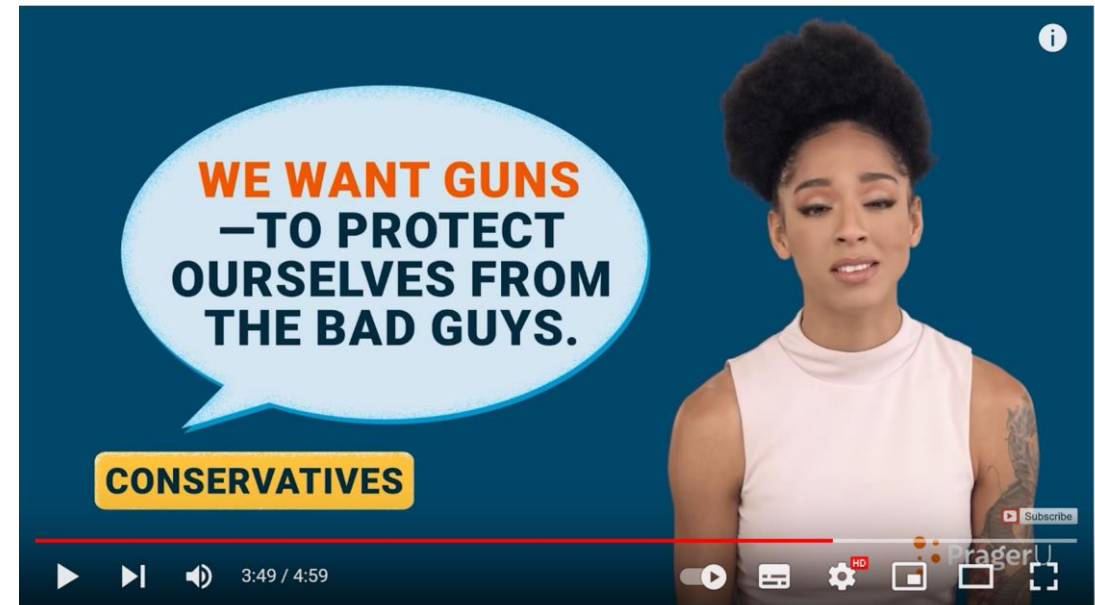 WE WANT GUNS
—TO PROTECT
OURSELVES FROM
THE BAD GUYS.
CONSERVATIVES
Subscribe
PragerU
3:49 / 4:59
HD